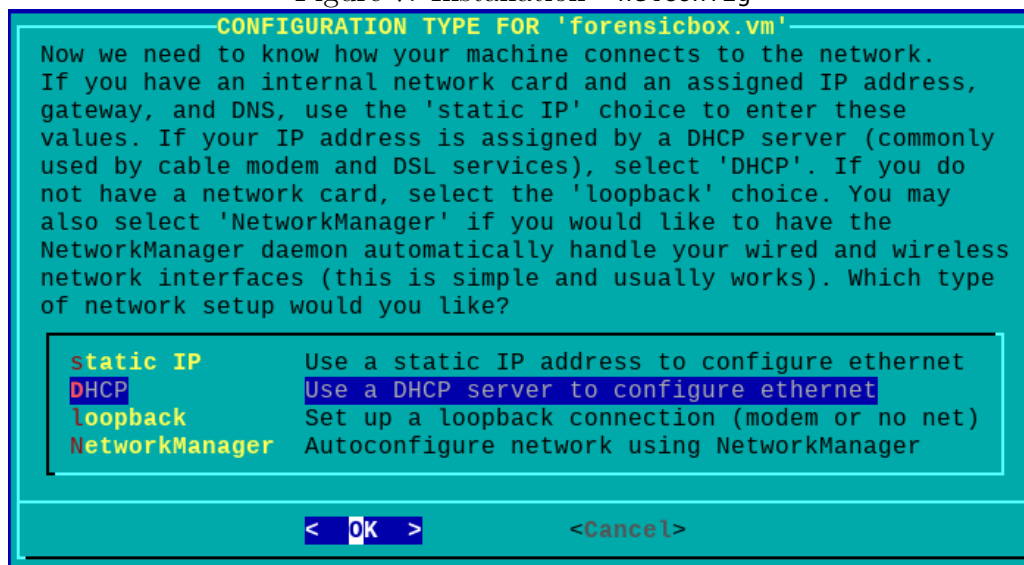 CONFIGURATION TYPE FOR 'forensicbox.vm'
Now we need to know how your machine connects to the network.
If you have an internal network card and an assigned IP address,
gateway, and DNS, use the 'static IP' choice to enter these
values. If your IP address is assigned by a DHCP server (commonly
used by cable modem and DSL services), select 'DHCP'. If you do
not have a network card, select the 'loopback' choice. You may
also select 'NetworkManager' if you would like to have the
NetworkManager daemon automatically handle your wired and wireless
network interfaces (this is simple and usually works). Which type
of network setup would you like?
static IP Use a static IP address to configure ethernet
DHCP Use a DHCP server to configure ethernet
loopback Set up a loopback connection (modem or no net)
NetworkManager Autoconfigure network using NetworkManager
< OK > <Cancel>